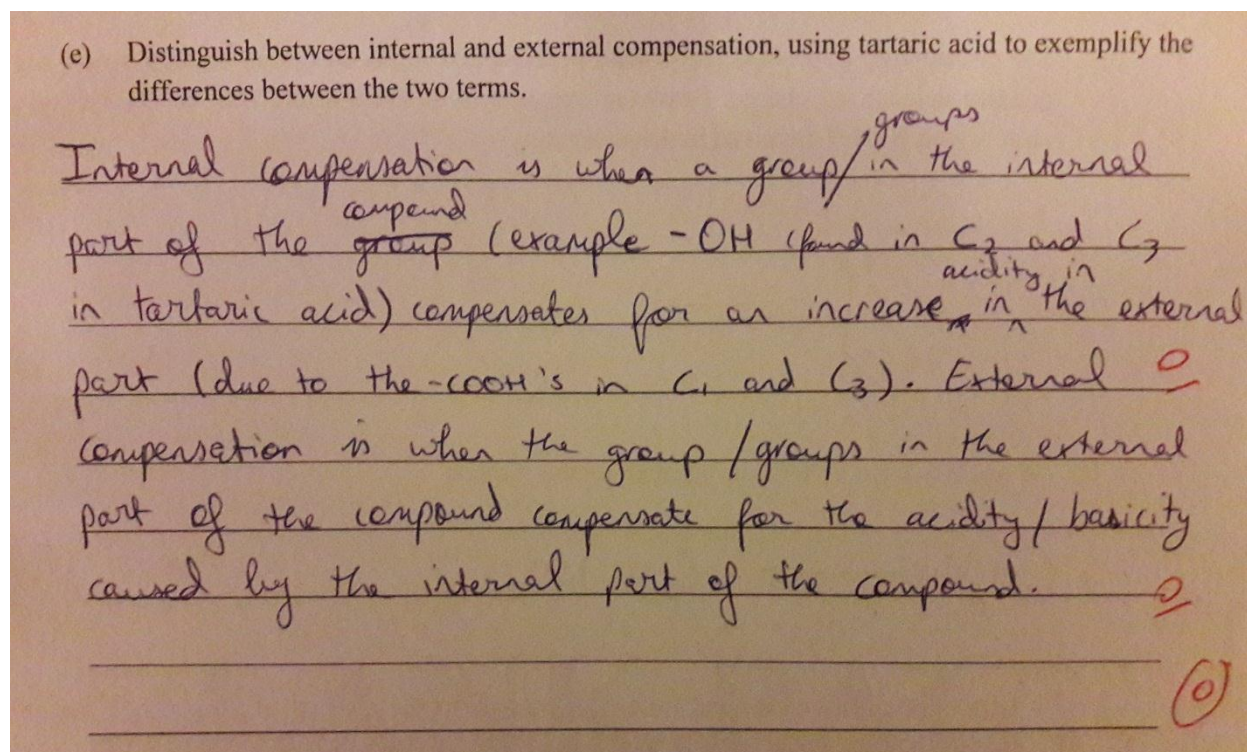 (e) Distinguish between internal and external compensation, using tartaric acid to exemplify the
differences between the two terms.
groups
Internal compensation is when a group/ in the internal
compound
part of the group (example -OH (found in C2 and C3
acidity in
in tartaric acid) compensates for an increase in the external
part (due to the -COOH's in C1 and C3). External 0
compensation is when the group /groups in the external
part of the compound compensate for the acidity / basicity
caused by the internal part of the compound. 0
0